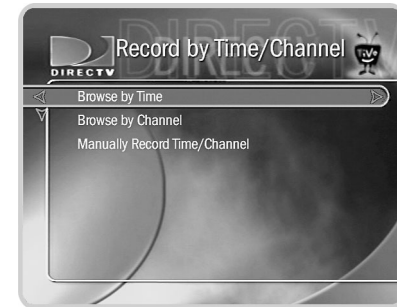 DIRECTV
Record by Time/Channel
TiVo
DIRECTV
Browse by Time
Browse by Channel
Manually Record Time/Channel